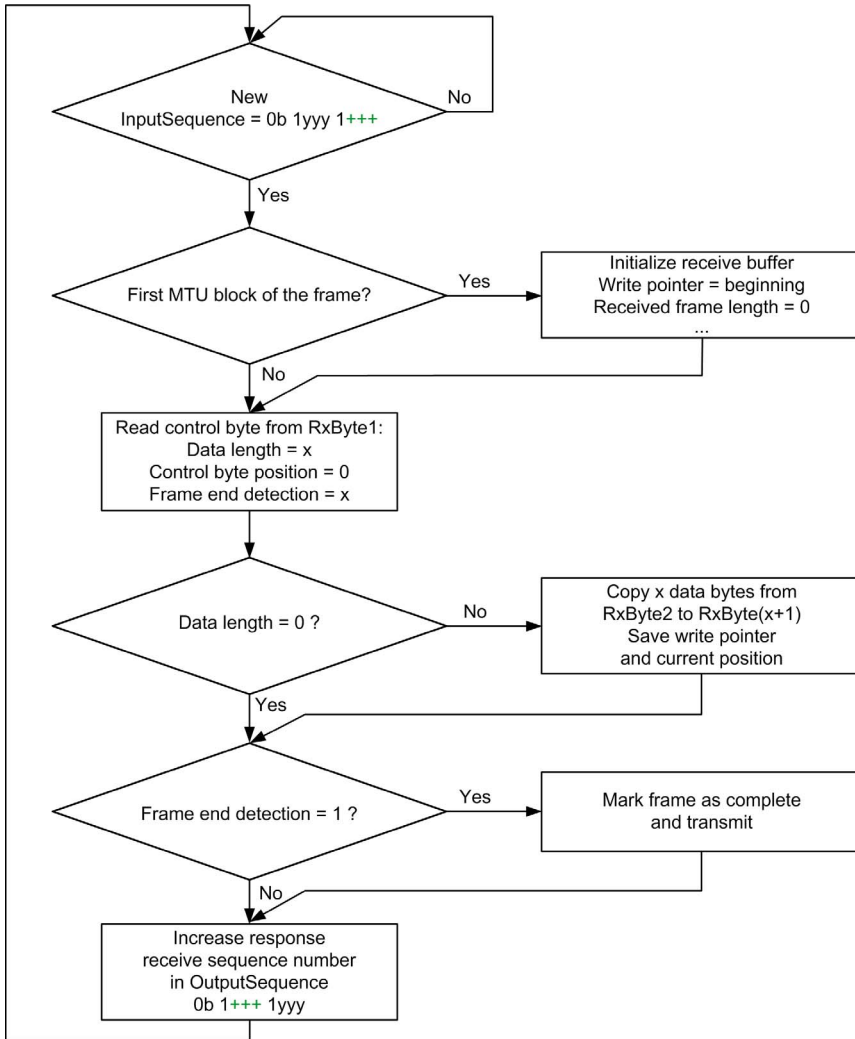 New
InputSequence = 0b 1yyy 1+++
No
Yes
First MTU block of the frame?
Yes
Initialize receive buffer
Write pointer = beginning
Received frame length = 0
...
No
Read control byte from RxByte1:
Data length = x
Control byte position = 0
Frame end detection = x
Data length = 0 ?
No
Copy x data bytes from
RxByte2 to RxByte(x+1)
Save write pointer
and current position
Yes
Frame end detection = 1 ?
Yes
Mark frame as complete
and transmit
No
Increase response
receive sequence number
in OutputSequence
0b 1+++ 1yyy